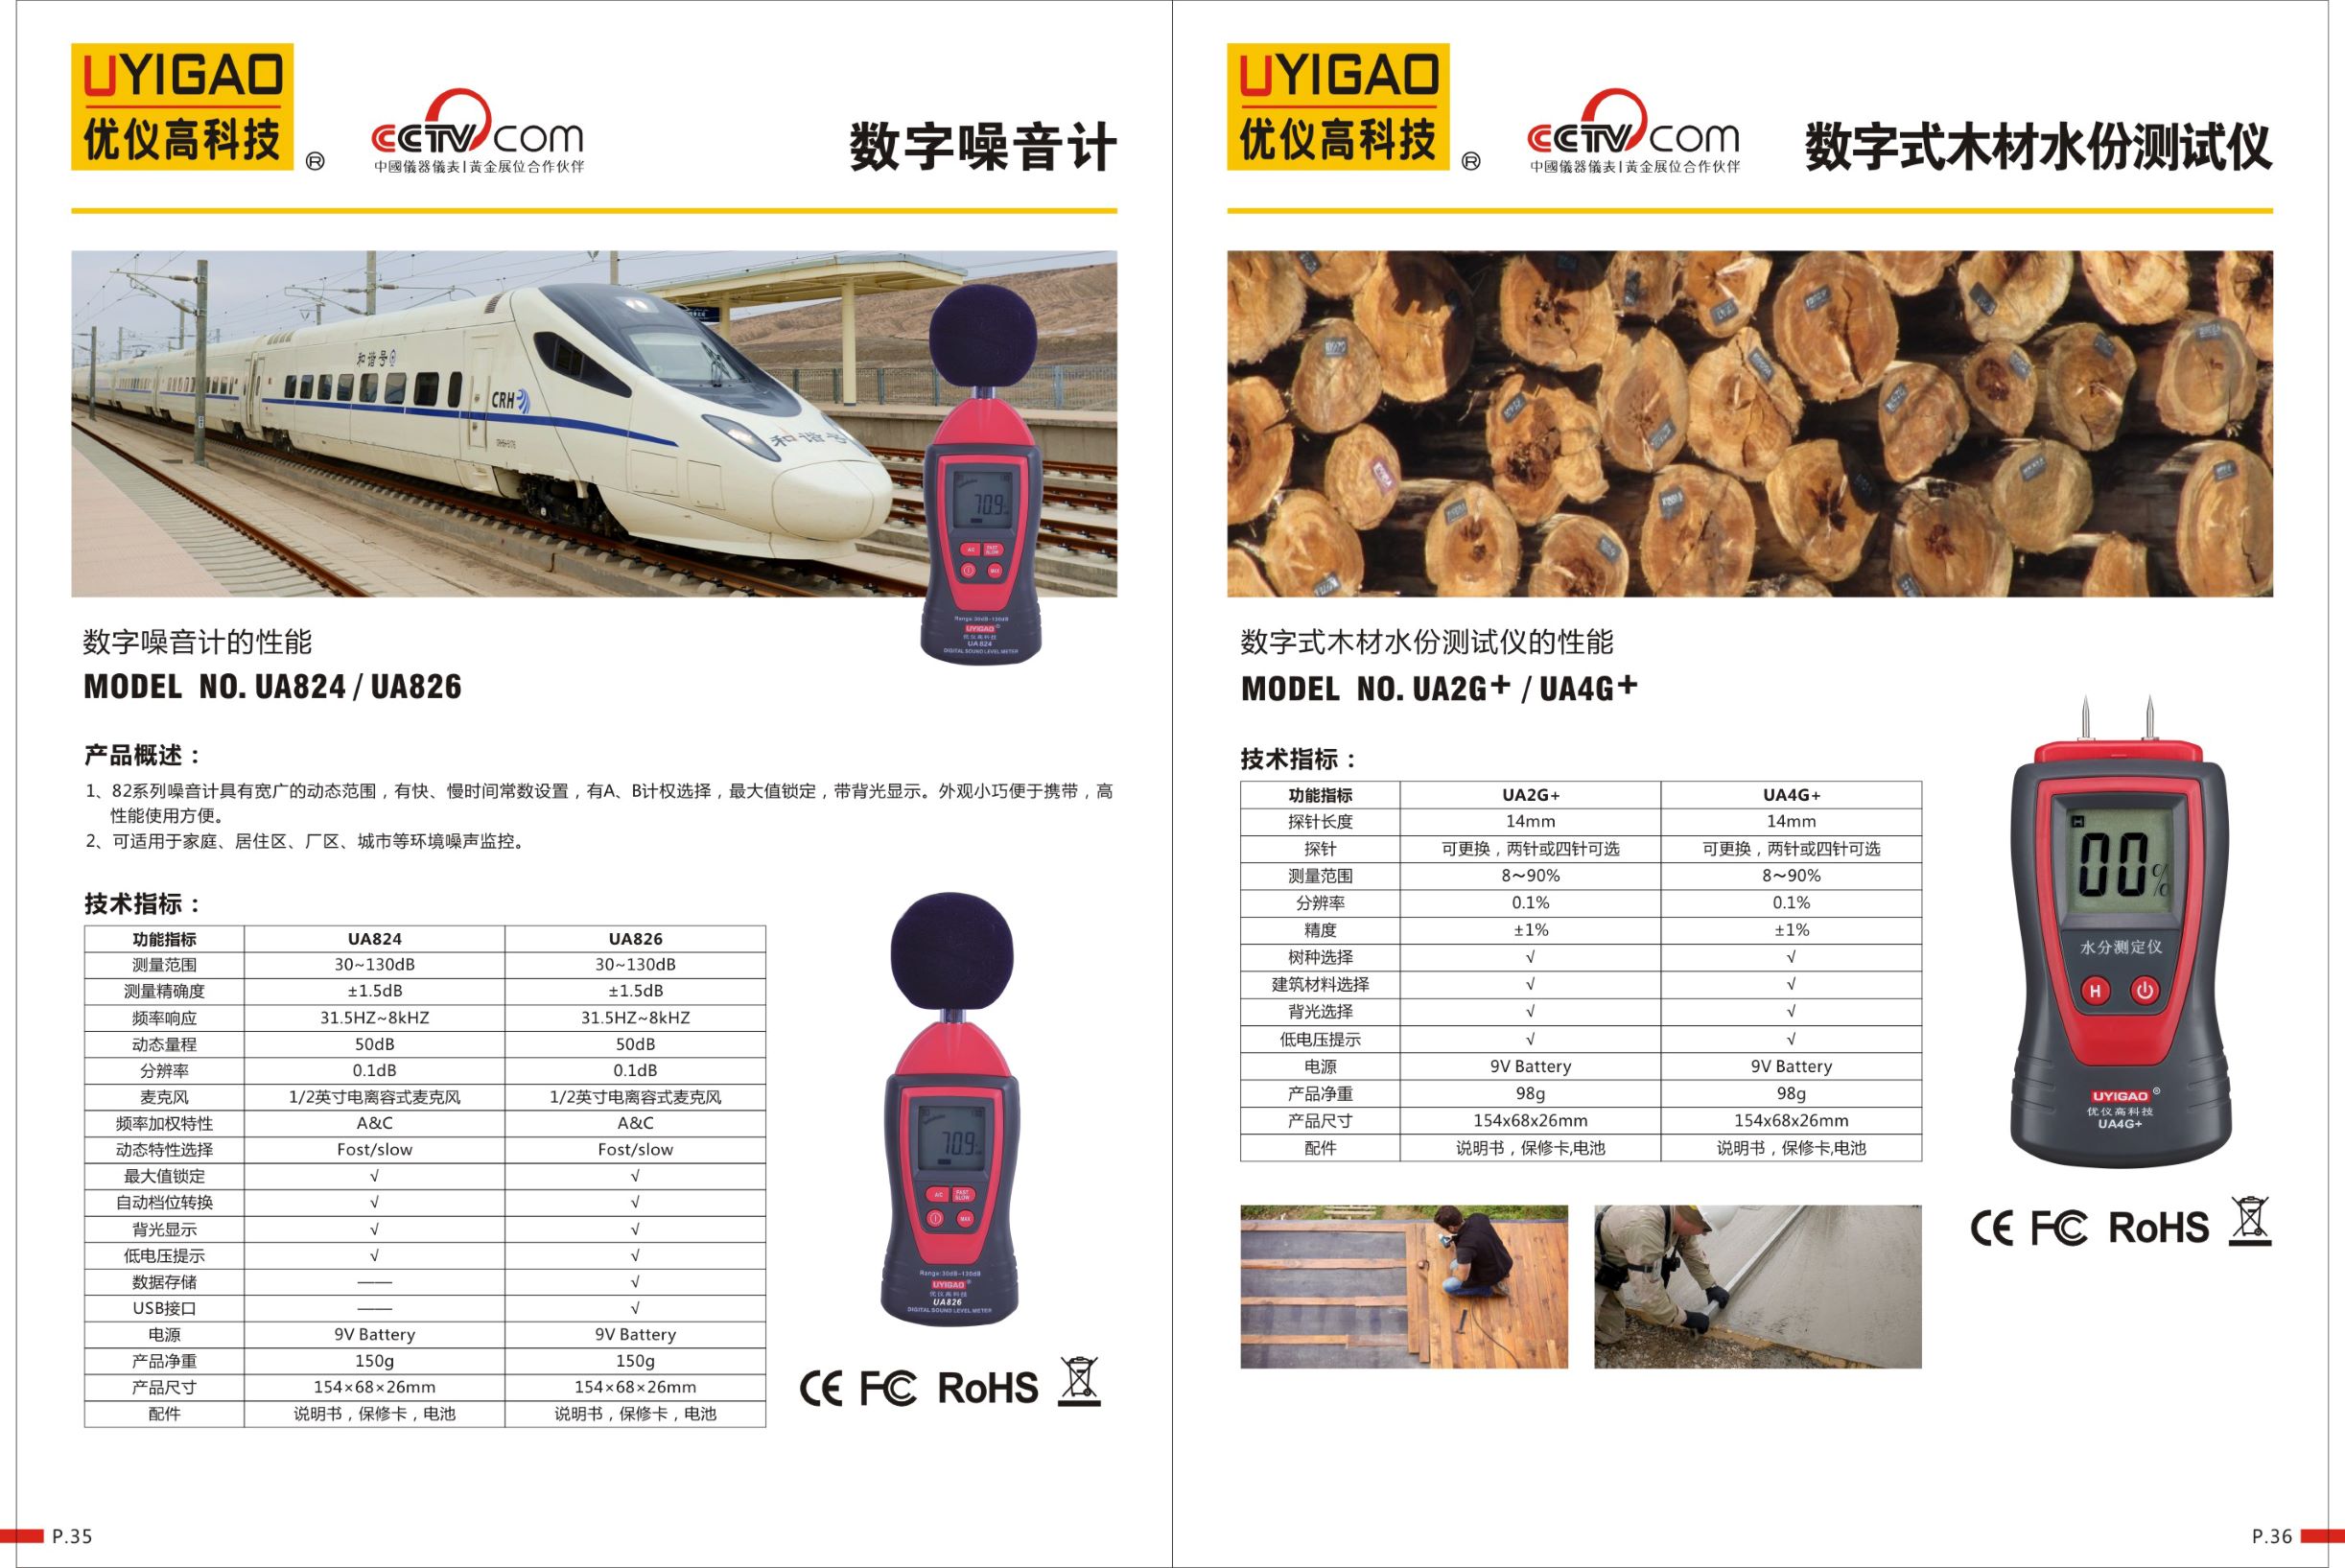 UYIGAO
优仪高科技
®
CCTV.com
中國儀器儀表|黃金展位合作伙伴
数字噪音计
和谐号
CRH
和谐号
70.9
AC FAST SLOW
MAX
Range:30dB-130dB
UYIGAO®
优仪高科技
UA824
DIGITAL SOUND LEVEL METER
数字噪音计的性能
MODEL NO. UA824 / UA826
产品概述：
1、82系列噪音计具有宽广的动态范围，有快、慢时间常数设置，有A、B计权选择，最大值锁定，带背光显示。外观小巧便于携带，高
性能使用方便。
2、可适用于家庭、居住区、厂区、城市等环境噪声监控。
技术指标：
功能指标 UA824 UA826
测量范围 30~130dB 30~130dB
测量精确度 ±1.5dB ±1.5dB
频率响应 31.5HZ~8kHZ 31.5HZ~8kHZ
动态量程 50dB 50dB
分辨率 0.1dB 0.1dB
麦克风 1/2英寸电离容式麦克风 1/2英寸电离容式麦克风
频率加权特性 A&C A&C
动态特性选择 Fost/slow Fost/slow
最大值锁定 √ √
自动档位转换 √ √
背光显示 √ √
低电压提示 √ √
数据存储 —— √
USB接口 —— √
电源 9V Battery 9V Battery
产品净重 150g 150g
产品尺寸 154×68×26mm 154×68×26mm
配件 说明书，保修卡，电池 说明书，保修卡，电池
70.9
AC FAST SLOW
MAX
Range:30dB-130dB
UYIGAO®
优仪高科技
UA826
DIGITAL SOUND LEVEL METER
CE FC RoHS
P.35
UYIGAO
优仪高科技
®
CCTV.com
中國儀器儀表|黃金展位合作伙伴
数字式木材水份测试仪
数字式木材水份测试仪的性能
MODEL NO. UA2G+ / UA4G+
技术指标：
功能指标 UA2G+ UA4G+
探针长度 14mm 14mm
探针 可更换，两针或四针可选 可更换，两针或四针可选
测量范围 8～90% 8～90%
分辨率 0.1% 0.1%
精度 ±1% ±1%
树种选择 √ √
建筑材料选择 √ √
背光选择 √ √
低电压提示 √ √
电源 9V Battery 9V Battery
产品净重 98g 98g
产品尺寸 154x68x26mm 154x68x26mm
配件 说明书，保修卡,电池 说明书，保修卡,电池
H
00%
水分测定仪
H
UYIGAO®
优仪高科技
UA4G+
CE FC RoHS
P.36